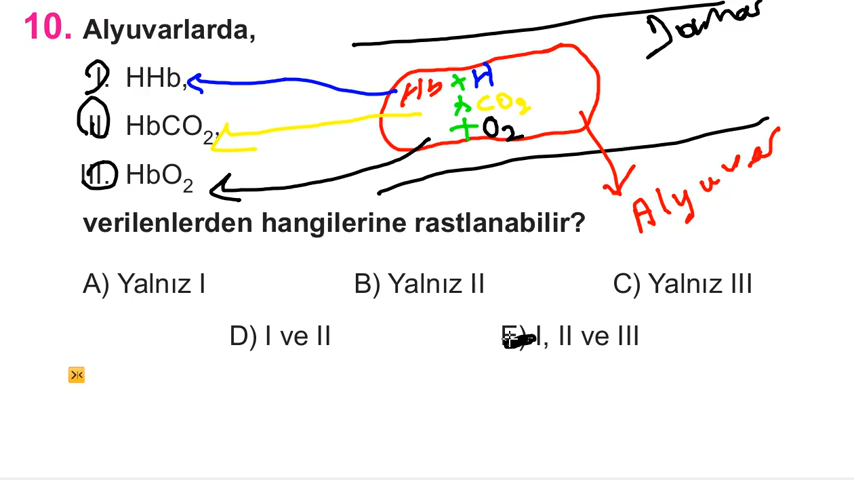 10. Alyuvarlarda,
Damar
I. HHb,
Hb + H
+ CO2
II. HbCO2,
+ O2
III. HbO2
Alyuvar
verilenlerden hangilerine rastlanabilir?
A) Yalnız I B) Yalnız II C) Yalnız III
D) I ve II E) I, II ve III